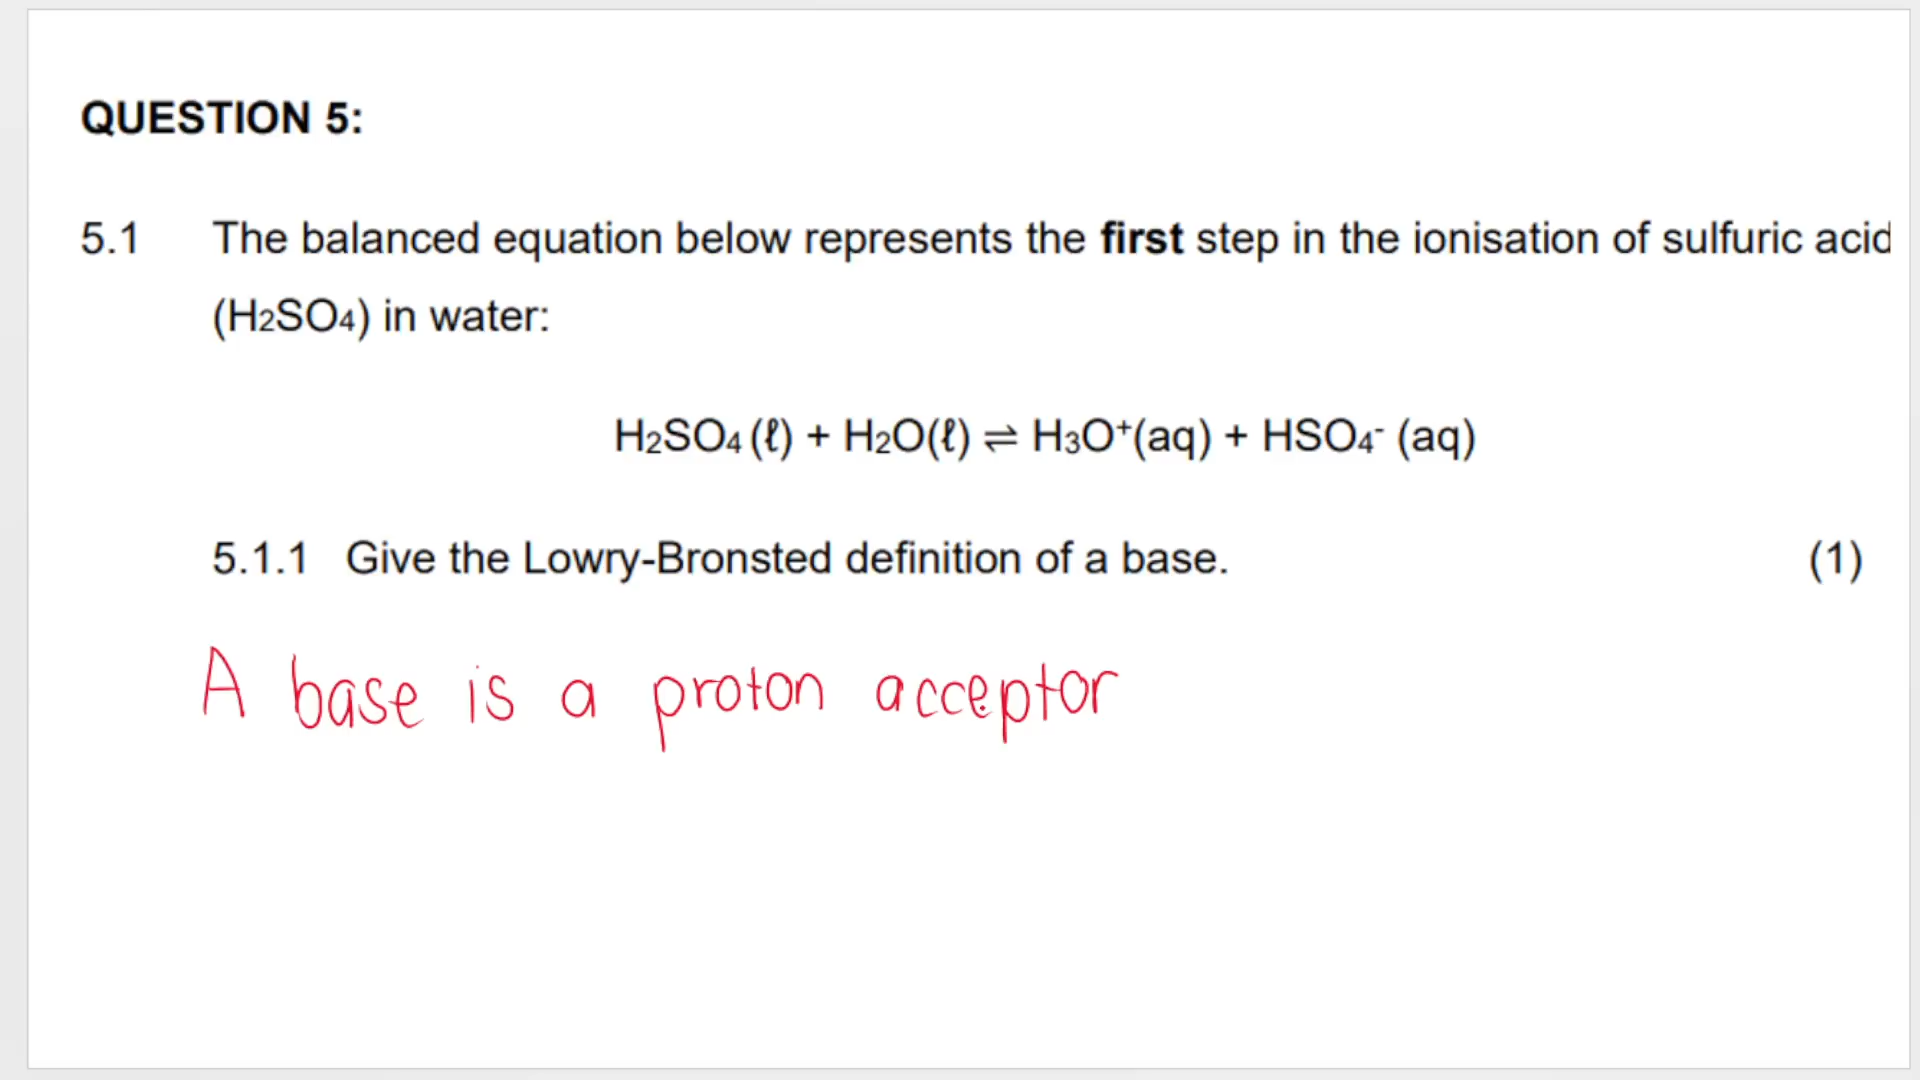 QUESTION 5:
5.1 The balanced equation below represents the first step in the ionisation of sulfuric acid
(H₂SO₄) in water:
H₂SO₄ (ℓ) + H₂O(ℓ) ⇌ H₃O⁺(aq) + HSO₄⁻ (aq)
5.1.1 Give the Lowry-Bronsted definition of a base. (1)
A base is a proton acceptor